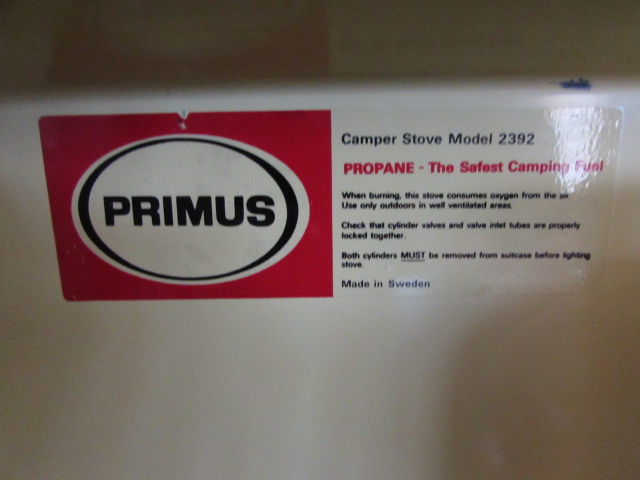 PRIMUS
Camper Stove Model 2392
PROPANE - The Safest Camping Fuel
When burning, this stove consumes oxygen from the air.
Use only outdoors in well ventilated areas.
Check that cylinder valves and valve inlet tubes are properly
locked together.
Both cylinders MUST be removed from suitcase before lighting
stove.
Made in Sweden